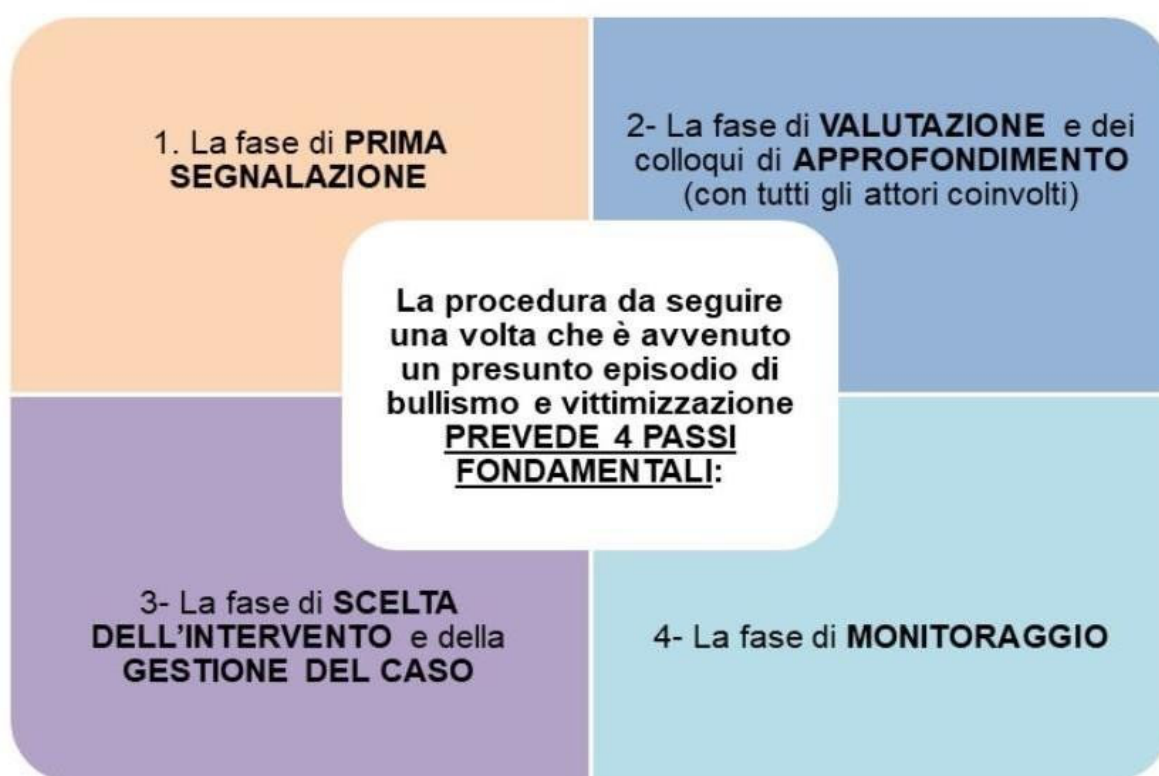 1. La fase di PRIMA
SEGNALAZIONE
2- La fase di VALUTAZIONE e dei
colloqui di APPROFONDIMENTO
(con tutti gli attori coinvolti)
La procedura da seguire
una volta che è avvenuto
un presunto episodio di
bullismo e vittimizzazione
PREVEDE 4 PASSI
FONDAMENTALI:
3- La fase di SCELTA
DELL'INTERVENTO e della
GESTIONE DEL CASO
4- La fase di MONITORAGGIO